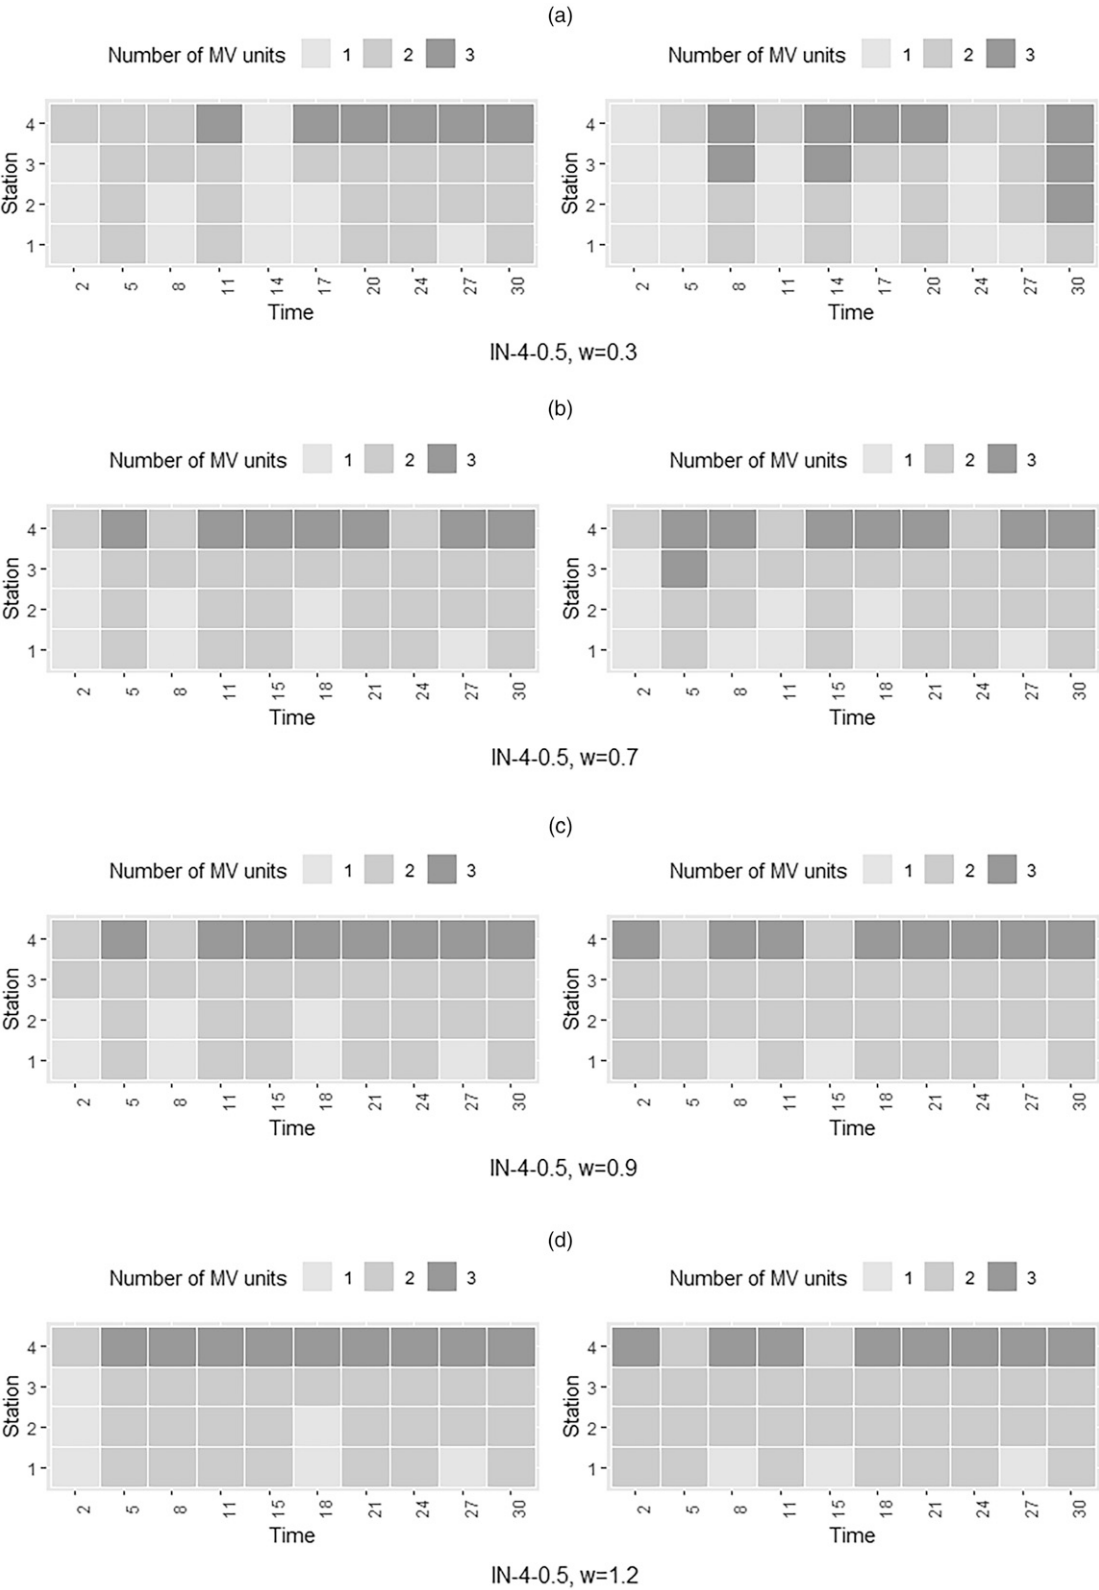 (a)
Number of MV units 1 2 3 Number of MV units 1 2 3
4 4
3 3
2 2
1 1
Station Station
2 5 8 11 14 17 20 24 27 30 2 5 8 11 14 17 20 24 27 30
Time Time
IN-4-0.5, w=0.3
(b)
Number of MV units 1 2 3 Number of MV units 1 2 3
4 4
3 3
2 2
1 1
Station Station
2 5 8 11 15 18 21 24 27 30 2 5 8 11 15 18 21 24 27 30
Time Time
IN-4-0.5, w=0.7
(c)
Number of MV units 1 2 3 Number of MV units 1 2 3
4 4
3 3
2 2
1 1
Station Station
2 5 8 11 15 18 21 24 27 30 2 5 8 11 15 18 21 24 27 30
Time Time
IN-4-0.5, w=0.9
(d)
Number of MV units 1 2 3 Number of MV units 1 2 3
4 4
3 3
2 2
1 1
Station Station
2 5 8 11 15 18 21 24 27 30 2 5 8 11 15 18 21 24 27 30
Time Time
IN-4-0.5, w=1.2